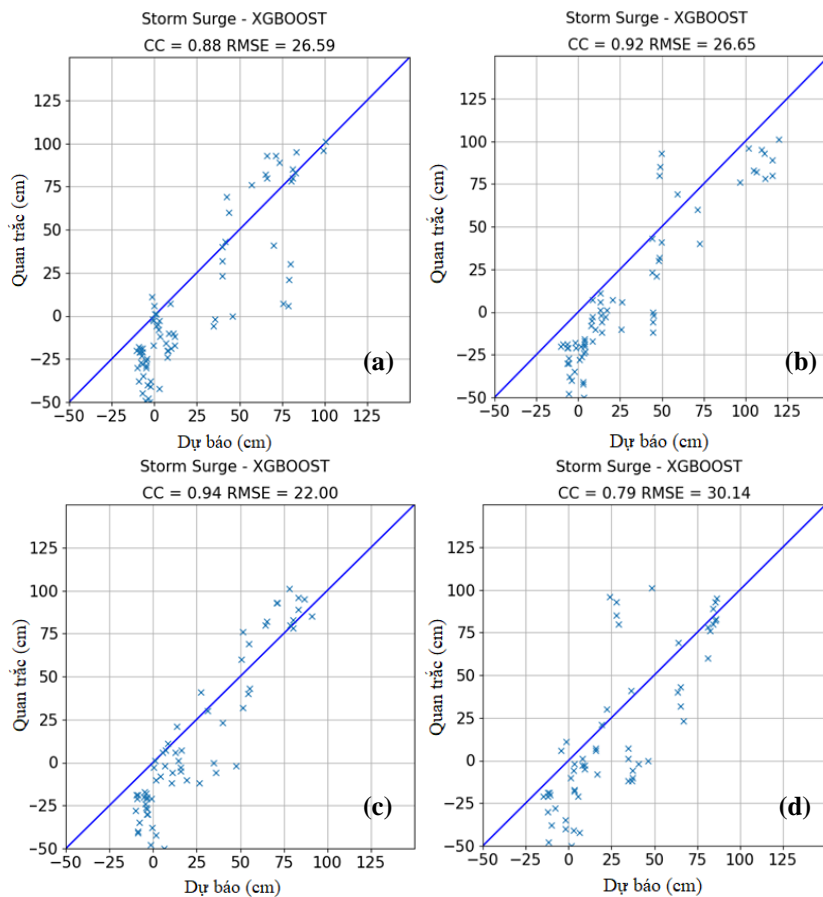 Storm Surge - XGBOOST
CC = 0.88 RMSE = 26.59
125
100
75
50
25
0
−25
−50
Quan trắc (cm)
(a)
−50 −25 0 25 50 75 100 125
Dự báo (cm)
Storm Surge - XGBOOST
CC = 0.92 RMSE = 26.65
125
100
75
50
25
0
−25
−50
Quan trắc (cm)
(b)
−50 −25 0 25 50 75 100 125
Dự báo (cm)
Storm Surge - XGBOOST
CC = 0.94 RMSE = 22.00
125
100
75
50
25
0
−25
−50
Quan trắc (cm)
(c)
−50 −25 0 25 50 75 100 125
Dự báo (cm)
Storm Surge - XGBOOST
CC = 0.79 RMSE = 30.14
125
100
75
50
25
0
−25
−50
Quan trắc (cm)
(d)
−50 −25 0 25 50 75 100 125
Dự báo (cm)